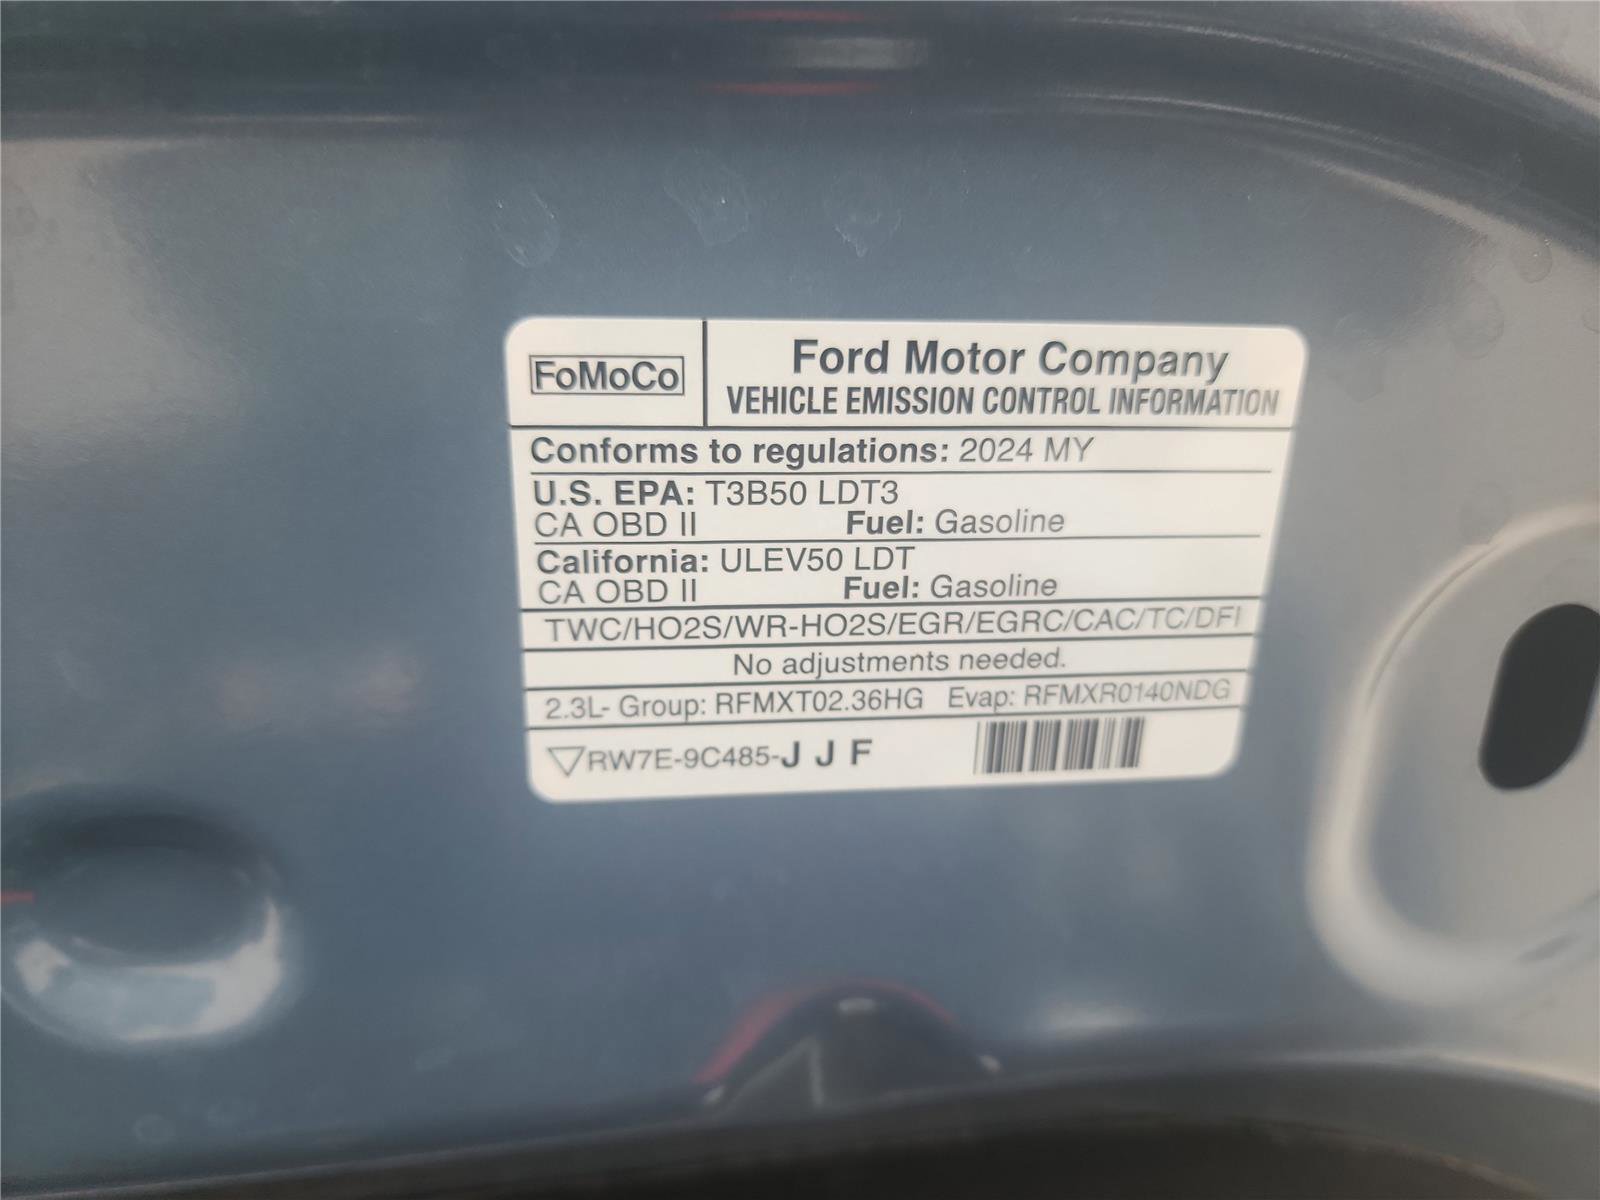 FoMoCo
Ford Motor Company
VEHICLE EMISSION CONTROL INFORMATION
Conforms to regulations: 2024 MY
U.S. EPA: T3B50 LDT3
CA OBD II Fuel: Gasoline
California: ULEV50 LDT
CA OBD II Fuel: Gasoline
TWC/HO2S/WR-HO2S/EGR/EGRC/CAC/TC/DFI
No adjustments needed.
2.3L- Group: RFMXT02.36HG Evap: RFMXR0140NDG
RW7E-9C485-J J F